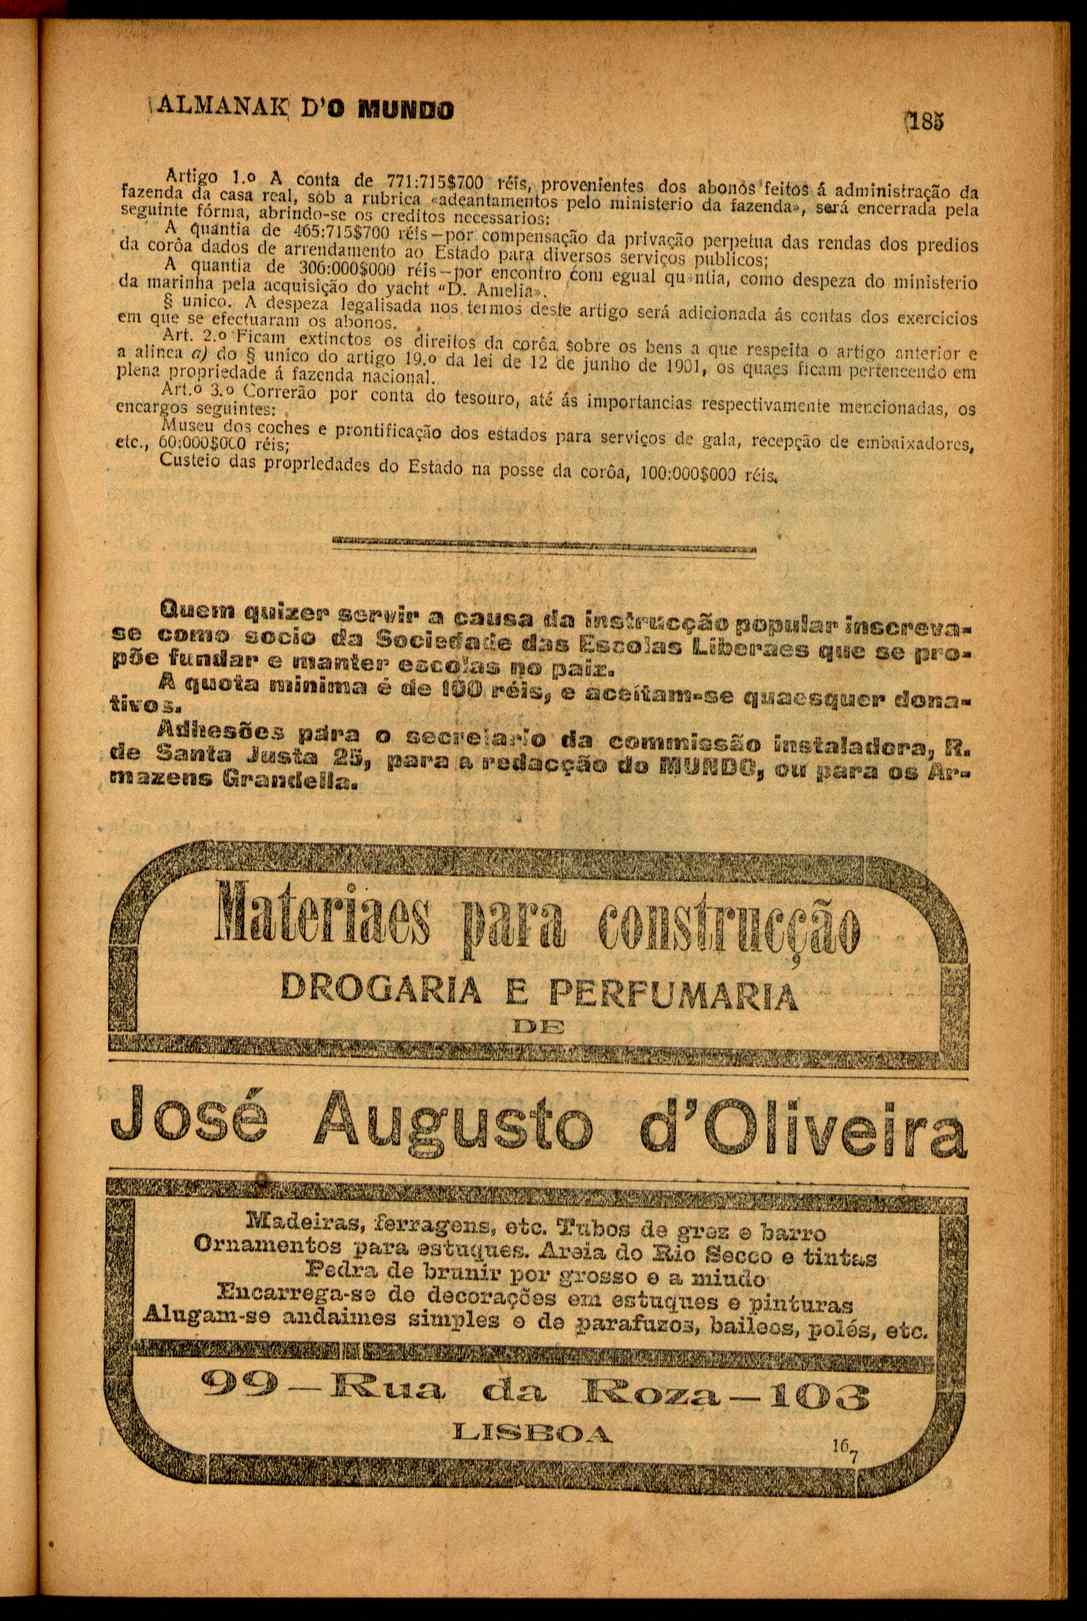 ALMANAK D'O MUNDO
185
Artigo 1.º A conta de 771:715$700 réis, provenientes dos abonos feitos á administração da
fazenda da casa real, sob a rubrica «adeantamentos pelo ministerio da fazenda», será encerrada pela
seguinte fórma, abrindo-se os creditos necessarios:
A quantia de 465:715$700 réis—por compensação da privação perpetua das rendas dos predios
da corôa dados de arrendamento ao Estado para diversos serviços publicos;
A quantia de 306:000$000 réis—por encontro com egual quantia, como despeza do ministerio
da marinha pela acquisição do yacht "D. Amelia".
§ unico. A despeza legalisada nos termos deste artigo será adicionada ás contas dos exercicios
em que se efectuaram os abonos.
Art. 2.º Ficam extinctos os direitos da corôa sobre os bens a que respeita o artigo anterior e
a alinea a) do § unico do artigo 19.º da lei de 12 de junho de 1901, os quaes ficam pertencendo em
plena propriedade á fazenda nacional.
Art.º 3.º Correrão por conta do tesouro, até ás importancias respectivamente mencionadas, os
encargos seguintes:
Museu dos coches e prontificação dos estados para serviços de gala, recepção de embaixadores,
etc., 60:000$000 réis;
Custeio das propriedades do Estado na posse da corôa, 100:000$000 réis.
Quem quizer servir a causa da instrucção popular inscreva-
se como socio da Sociedade das Escolas Liberaes que se pro-
põe fundar e manter escolas no paiz.
A quota minima é de 100 réis, e aceitam-se quaesquer dona-
tivos.
Adhesões para o secretario da commissão instaladora, R.
de Santa Justa 25, para a redacção do MUNDO, ou para os Ar-
mazens Grandella.
Materiaes para construcção
DROGARIA E PERFUMARIA
DE
José Augusto d'Oliveira
Madeiras, ferragens, etc. Tubos de grez e barro
Ornamentos para estuques. Areia do Rio Secco e tintas
Pedra de brunir por grosso e a miudo
Encarrega-se de decorações em estuques e pinturas
Alugam-se andaimes simples e de parafuzos, baileos, polés, etc.
99—Rua da Roza—103
LISBOA
167